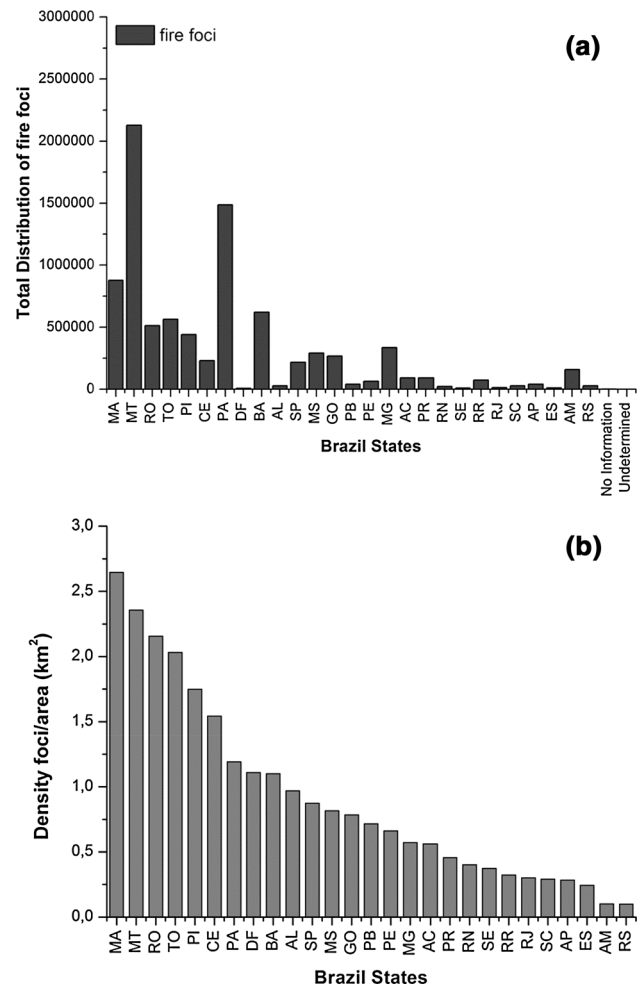 3000000
2500000
2000000
1500000
1000000
500000
0
Total Distribution of fire foci
fire foci
(a)
MA MT RO TO PI CE PA DF BA AL SP MS GO PB PE MG AC PR RN SE RR RJ SC AP ES AM RS No Information Undetermined
Brazil States
3,0
2,5
2,0
1,5
1,0
0,5
0,0
Density foci/area (km²)
(b)
MA MT RO TO PI CE PA DF BA AL SP MS GO PB PE MG AC PR RN SE RR RJ SC AP ES AM RS
Brazil States